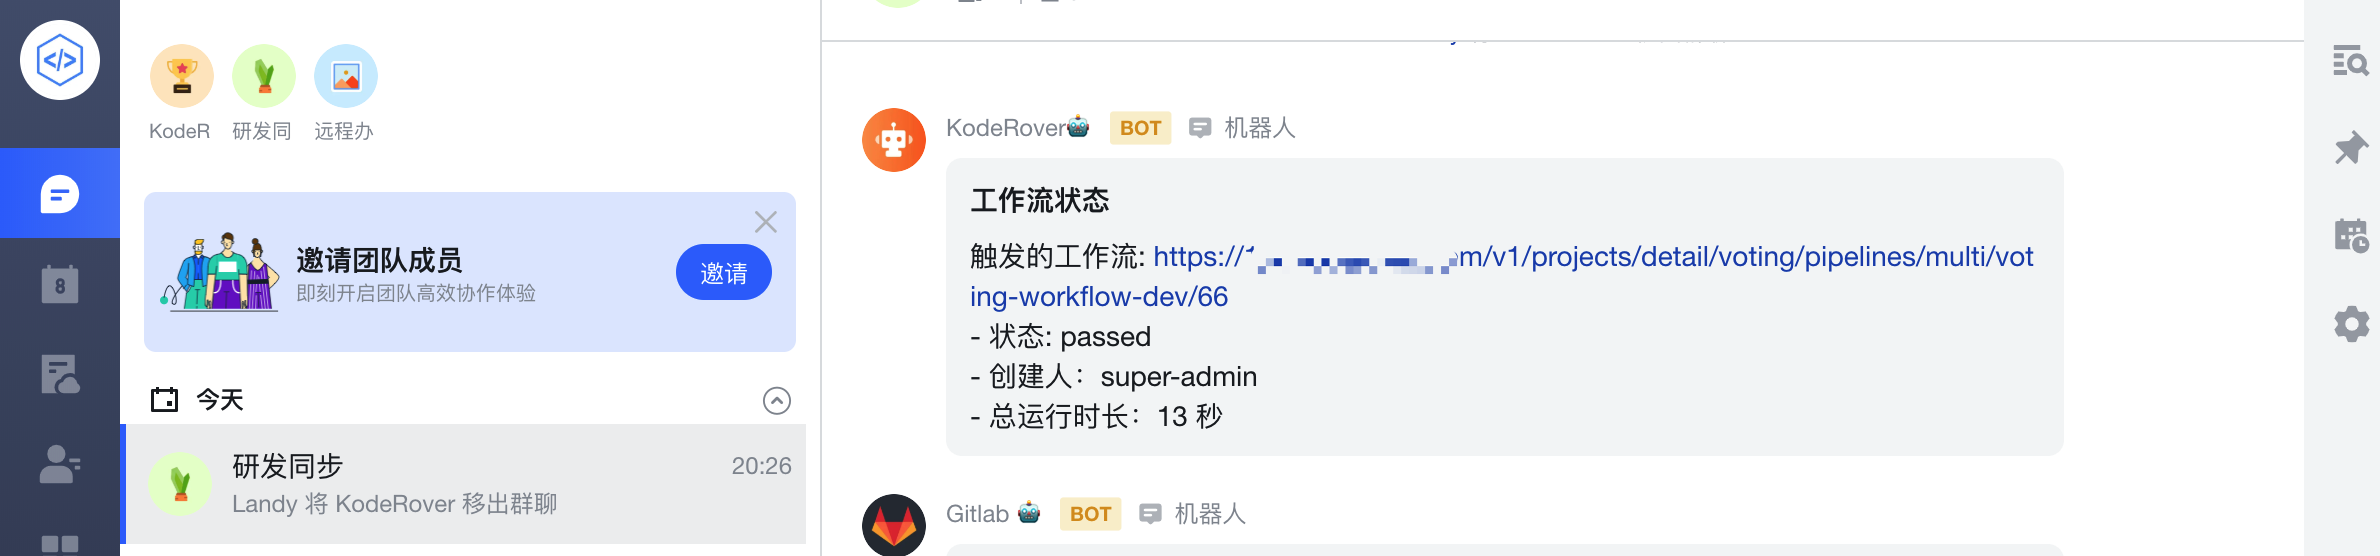 KodeR 研发同 远程办
邀请团队成员
即刻开启团队高效协作体验
邀请
8
今天
研发同步 20:26
Landy 将 KodeRover 移出群聊
KodeRover BOT 机器人
工作流状态
触发的工作流: https:// m/v1/projects/detail/voting/pipelines/multi/vot
ing-workflow-dev/66
- 状态: passed
- 创建人：super-admin
- 总运行时长：13 秒
Gitlab BOT 机器人